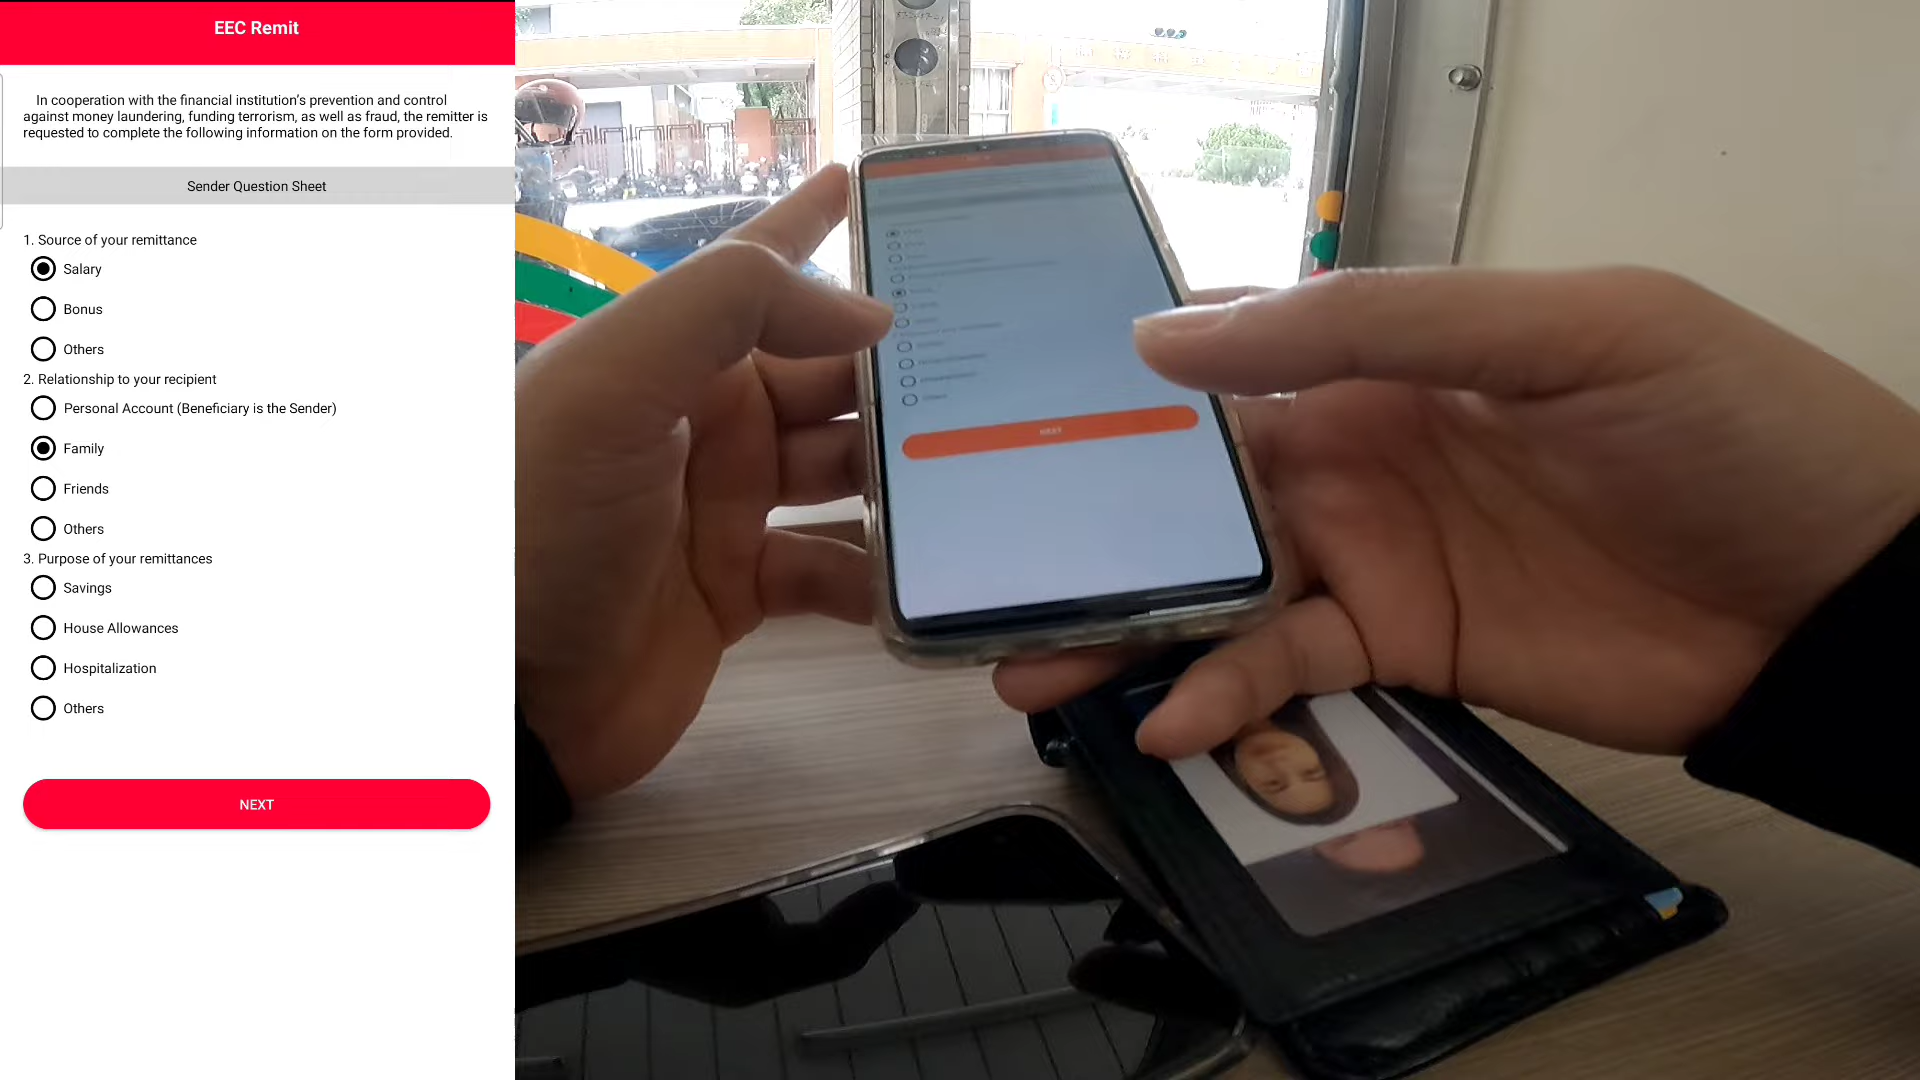 EEC Remit
In cooperation with the financial institution's prevention and control
against money laundering, funding terrorism, as well as fraud, the remitter is
requested to complete the following information on the form provided.
Sender Question Sheet
1. Source of your remittance
Salary
Bonus
Others
2. Relationship to your recipient
Personal Account (Beneficiary is the Sender)
Family
Friends
Others
3. Purpose of your remittances
Savings
House Allowances
Hospitalization
Others
NEXT
NEXT